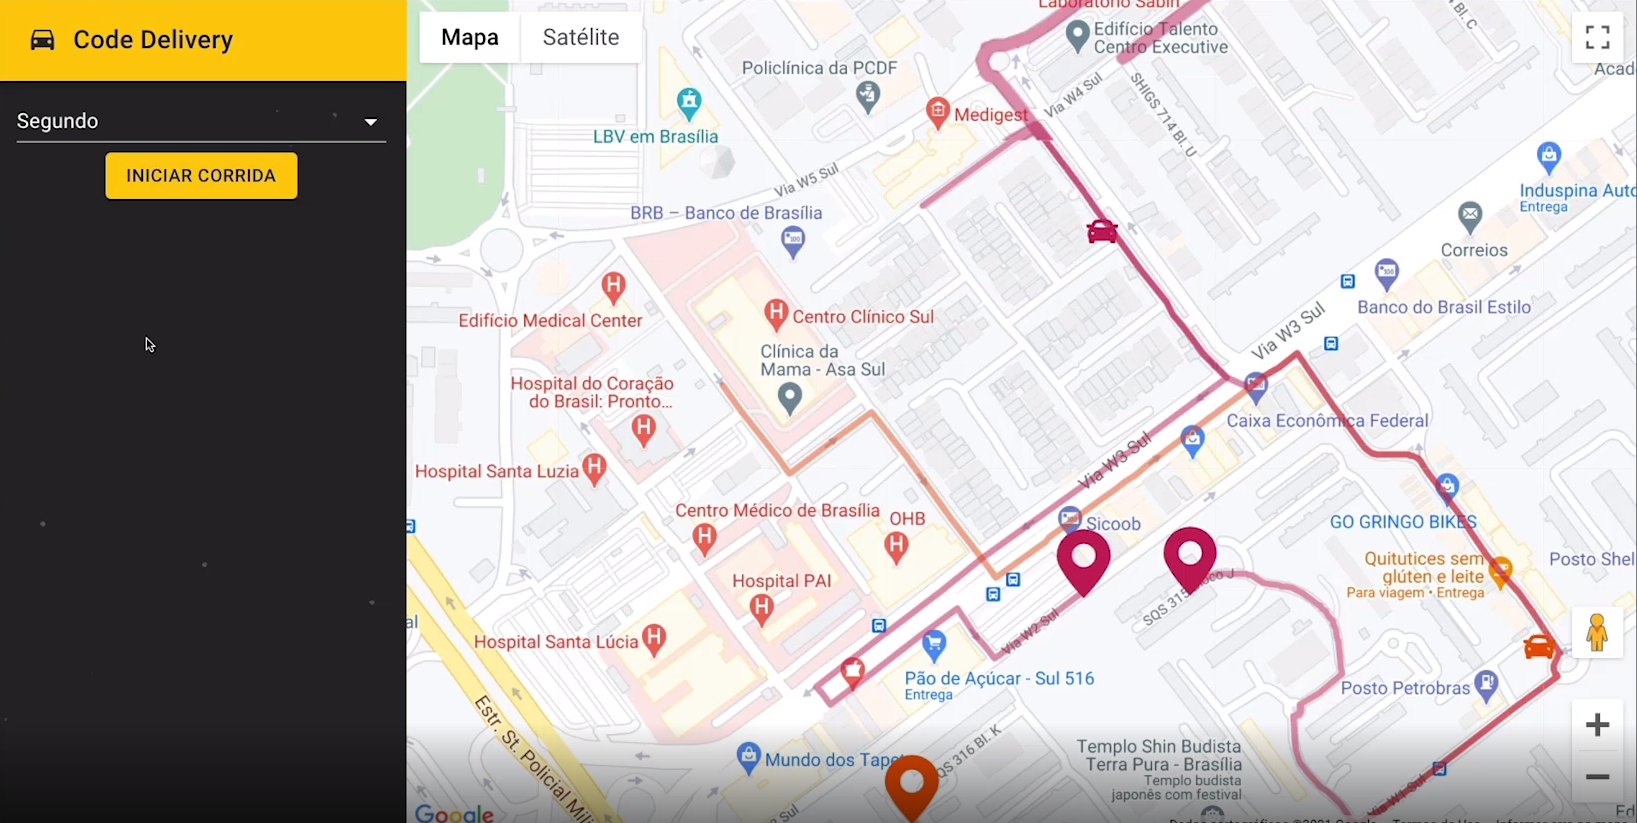 Code Delivery
Segundo
INICIAR CORRIDA
Mapa
Satélite
Laboratório Sabin
Edifício Talento
Centro Executive
Bl. C
Acad
Policlínica da PCDF
Via W4 Sul
SHIGS 714 Bl. U
Medigest
LBV em Brasília
Via W5 Sul
Induspina Auto
Entrega
BRB – Banco de Brasília
Correios
Edifício Medical Center
Centro Clínico Sul
Banco do Brasil Estilo
Via W3 Sul
Clínica da
Mama - Asa Sul
Hospital do Coração
do Brasil: Pronto...
Caixa Econômica Federal
Hospital Santa Luzia
Via W3 Sul
Centro Médico de Brasília
OHB
Sicoob
GO GRINGO BIKES
Quitutices sem
glúten e leite
Para viagem • Entrega
Posto Shel
Hospital PAI
SQS 315
oco J
al
Via W2 Sul
Hospital Santa Lúcia
Pão de Açúcar - Sul 516
Entrega
Posto Petrobras
Estr. St. Policial Mili
Mundo dos Tape
QS 316 Bl. K
Templo Shin Budista
Terra Pura - Brasília
Templo budista
japonês com festival
Via W1 Sul
2 Sul
Google
Ed